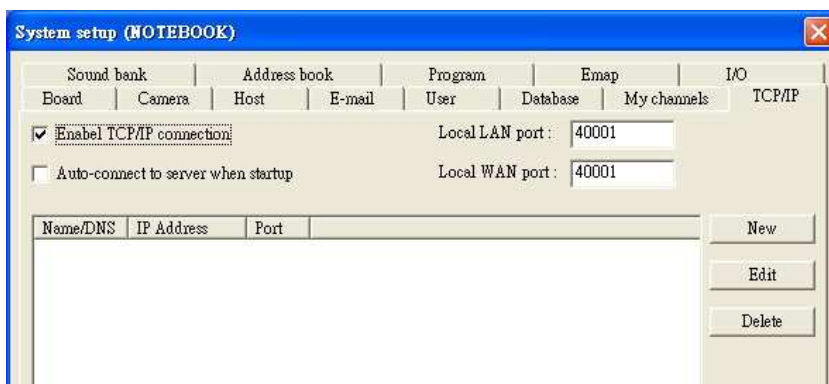 System setup (NOTEBOOK)
Sound bank Address book Program Emap I/O
Board Camera Host E-mail User Database My channels TCP/IP
Enabel TCP/IP connection Local LAN port : 40001
Auto-connect to server when startup Local WAN port : 40001
Name/DNS IP Address Port New
Edit
Delete